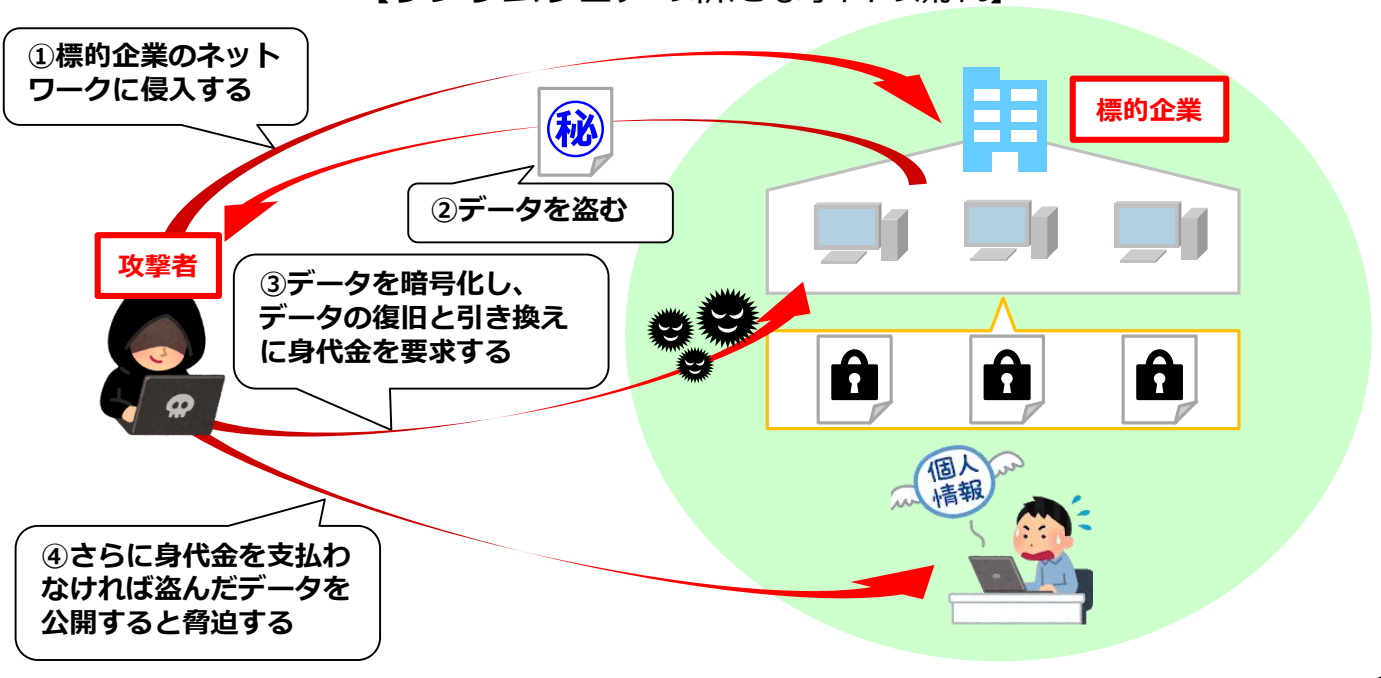 ①標的企業のネット
ワークに侵入する
標的企業
秘
②データを盗む
攻撃者
③データを暗号化し、
データの復旧と引き換え
に身代金を要求する
個人
情報
④さらに身代金を支払わ
なければ盗んだデータを
公開すると脅迫する